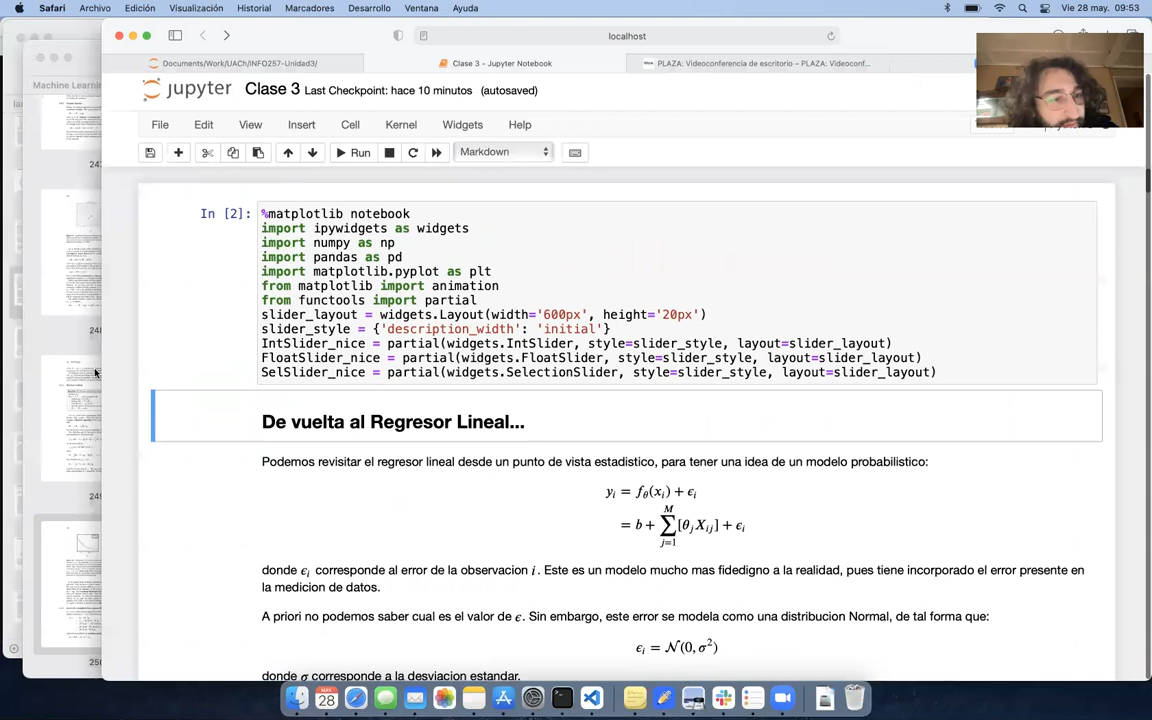 Safari Archivo Edición Visualización Historial Marcadores Desarrollo Ventana Ayuda Vie 28 may. 09:53
localhost
Documents/Work/UACh/INFO257-Unidad3/ Clase 3 - Jupyter Notebook PLAZA: Videoconferencia de escritorio – PLAZA: Videoconf...
Machine Learning
jupyter Clase 3 Last Checkpoint: hace 10 minutos (autosaved)
File Edit View Insert Cell Kernel Widgets Help
Run Markdown
In [2]: %matplotlib notebook
import ipywidgets as widgets
import numpy as np
import pandas as pd
import matplotlib.pyplot as plt
from matplotlib import animation
from functools import partial
slider_layout = widgets.Layout(width='600px', height='20px')
slider_style = {'description_width': 'initial'}
IntSlider_nice = partial(widgets.IntSlider, style=slider_style, layout=slider_layout)
FloatSlider_nice = partial(widgets.FloatSlider, style=slider_style, layout=slider_layout)
SelSlider_nice = partial(widgets.SelectionSlider, style=slider_style, layout=slider_layout)
De vuelta al Regresor Lineal...
Podemos revisitar el regresor lineal desde un punto de vista estadistico, para tener una idea de un modelo probabilistico:
yᵢ = f_θ(xᵢ) + ϵᵢ
= b + ∑_{j=1}^{M} [θⱼXᵢⱼ] + ϵᵢ
donde ϵᵢ corresponde al error de la observacion i. Este es un modelo mucho mas fidedigno a la realidad, pues tiene incorporado el error presente en
la medicion de datos.
A priori no podemos saber cual es el valor de ϵ. Sin embargo, este error se modela como una distribucion Normal, de tal forma que:
ϵᵢ = 𝒩(0, σ²)
donde σ corresponde a la desviacion estandar.
247
248
249
250
MAY
28